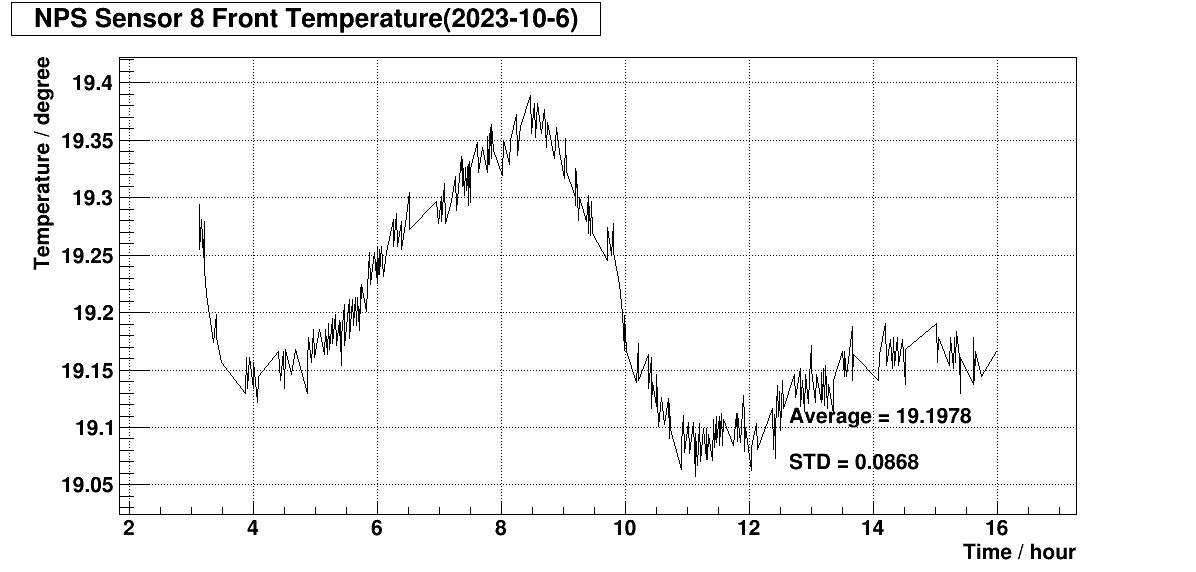 NPS Sensor 8 Front Temperature(2023-10-6)
Temperature / degree
19.4
19.35
19.3
19.25
19.2
19.15
19.1
19.05
Average = 19.1978
STD = 0.0868
2 4 6 8 10 12 14 16
Time / hour